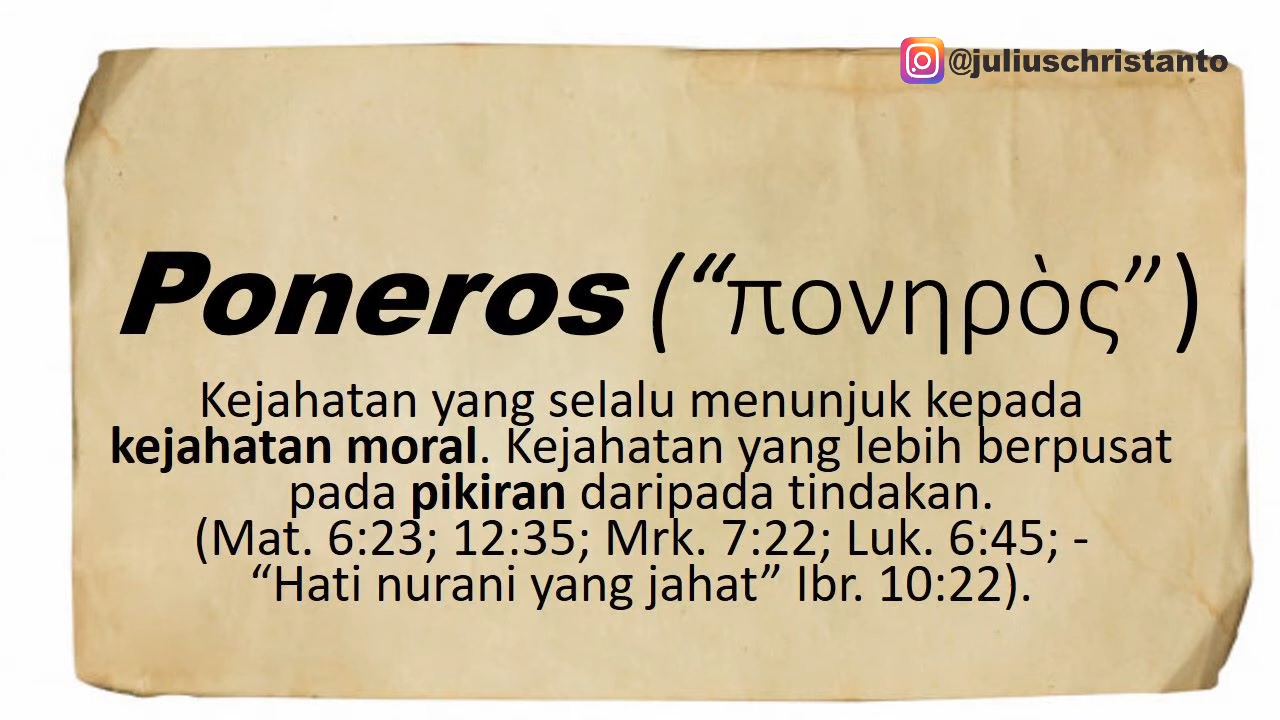 @juliuschristanto
Poneros (“πονηρὸς”)
Kejahatan yang selalu menunjuk kepada
kejahatan moral. Kejahatan yang lebih berpusat
pada pikiran daripada tindakan.
(Mat. 6:23; 12:35; Mrk. 7:22; Luk. 6:45; -
“Hati nurani yang jahat” Ibr. 10:22).